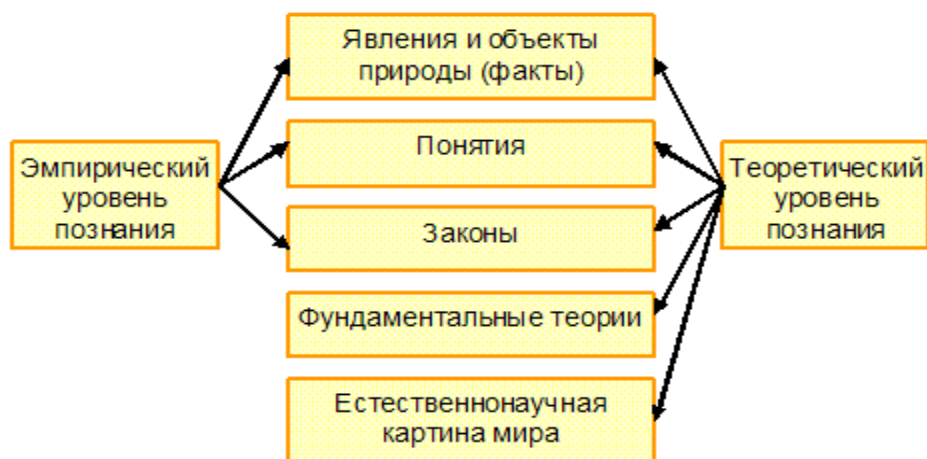 Явления и объекты
природы (факты)
Эмпирический
уровень
познания
Понятия
Теоретический
уровень
познания
Законы
Фундаментальные теории
Естественнонаучная
картина мира